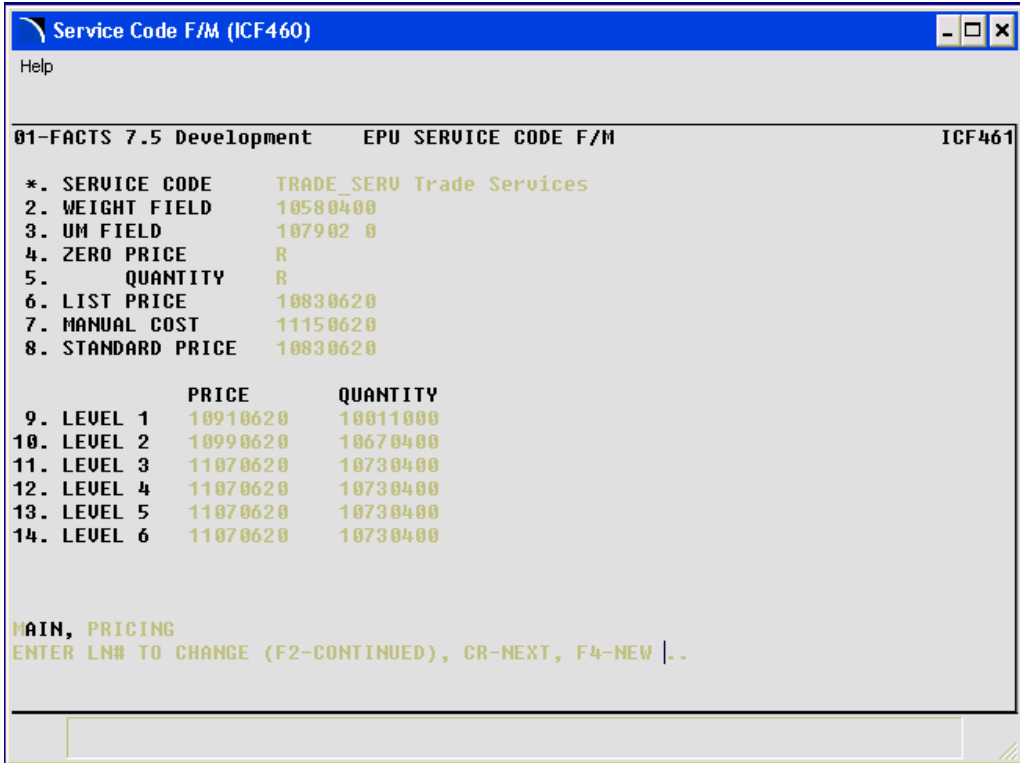 Service Code F/M (ICF460)
Help
01-FACTS 7.5 Development EPU SERVICE CODE F/M ICF461
*. SERVICE CODE TRADE_SERV Trade Services
2. WEIGHT FIELD 10580400
3. UM FIELD 107902 0
4. ZERO PRICE R
5. QUANTITY R
6. LIST PRICE 10830620
7. MANUAL COST 11150620
8. STANDARD PRICE 10830620
PRICE QUANTITY
9. LEVEL 1 10910620 10011000
10. LEVEL 2 10990620 10670400
11. LEVEL 3 11070620 10730400
12. LEVEL 4 11070620 10730400
13. LEVEL 5 11070620 10730400
14. LEVEL 6 11070620 10730400
MAIN, PRICING
ENTER LN# TO CHANGE (F2-CONTINUED), CR-NEXT, F4-NEW ..